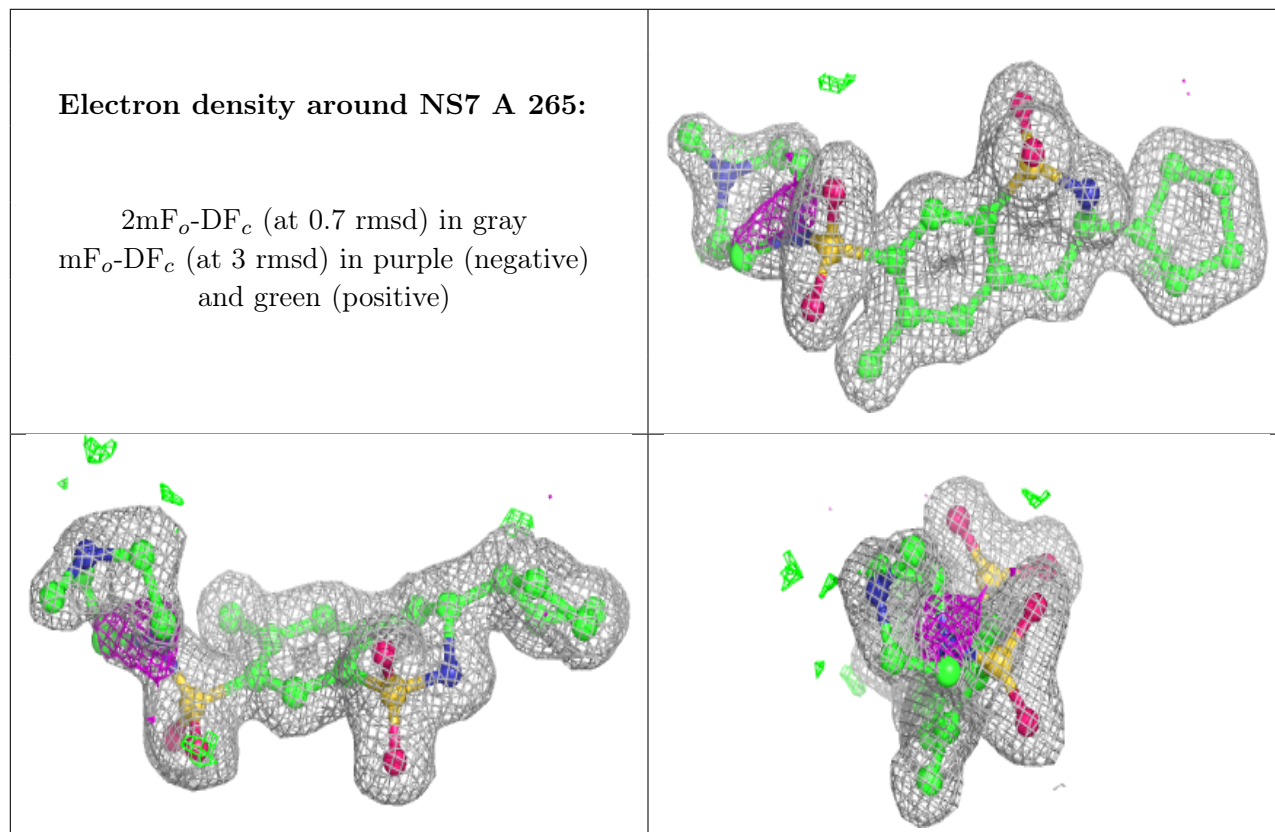 Electron density around NS7 A 265:
2mFo-DFc (at 0.7 rmsd) in gray
mFo-DFc (at 3 rmsd) in purple (negative)
and green (positive)